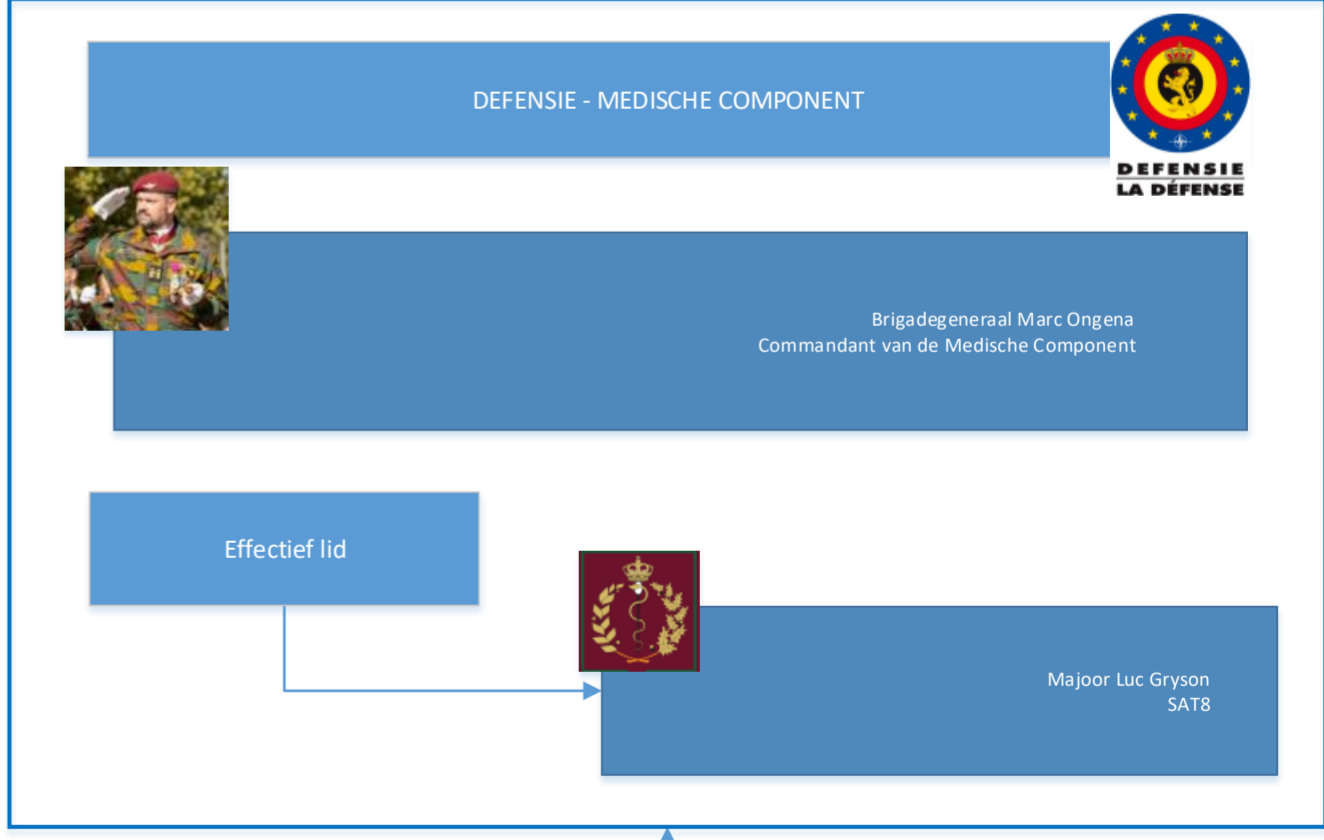 DEFENSIE - MEDISCHE COMPONENT
DEFENSIE
LA DÉFENSE
Brigadegeneraal Marc Ongena
Commandant van de Medische Component
Effectief lid
Majoor Luc Gryson
SAT8